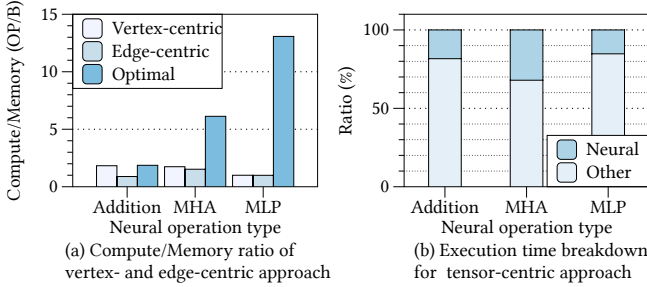 Compute/Memory (OP/B)
15
10
5
0
Vertex-centric
Edge-centric
Optimal
Addition MHA MLP
Neural operation type
(a) Compute/Memory ratio of
vertex- and edge-centric approach
Ratio (%)
100
50
0
Neural
Other
Addition MHA MLP
Neural operation type
(b) Execution time breakdown
for tensor-centric approach